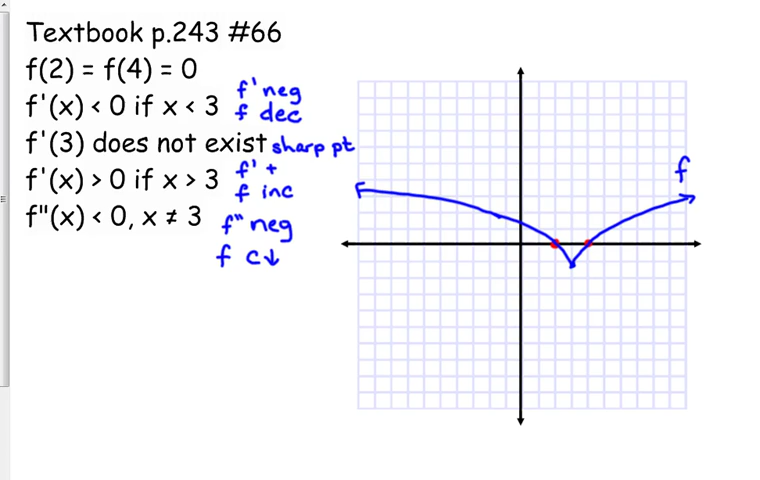 Textbook p.243 #66
f(2) = f(4) = 0
f'(x) < 0 if x < 3
f' neg
f dec
f'(3) does not exist sharp pt
f'(x) > 0 if x > 3
f' +
f inc
f"(x) < 0, x ≠ 3
f" neg
f c↓
f